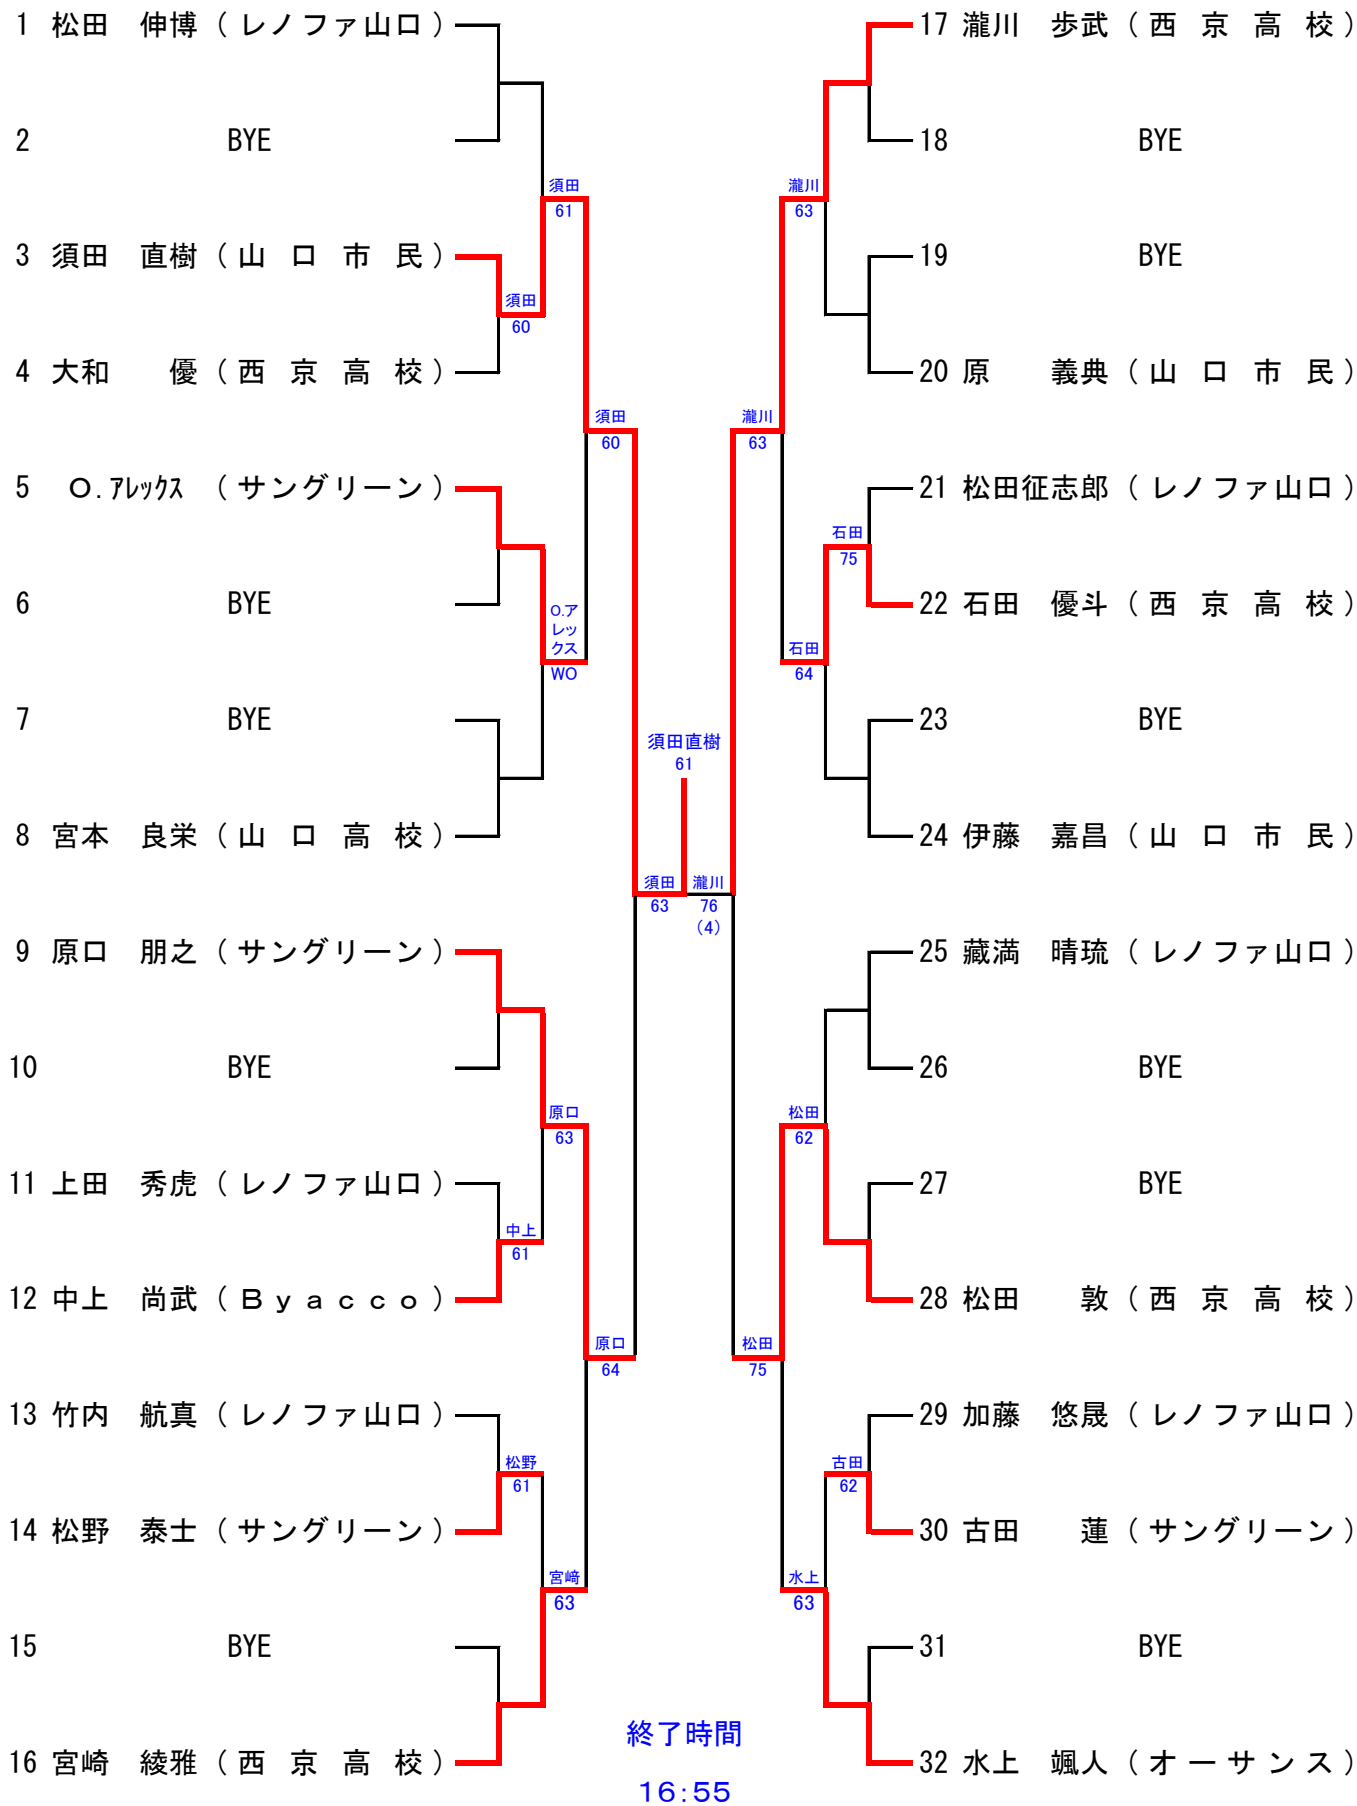 1 松田 伸博 (レノファ山口)
2 BYE
須田
61
3 須田 直樹 (山口市民)
須田
60
4 大和 優 (西京高校)
須田
60
5 O.アレックス (サングリーン)
6 BYE
O.ア
レッ
クス
WO
7 BYE
8 宮本 良栄 (山口高校)
須田
63
9 原口 朋之 (サングリーン)
10 BYE
原口
63
11 上田 秀虎 (レノファ山口)
中上
61
12 中上 尚武 (Byacco)
原口
64
13 竹内 航真 (レノファ山口)
松野
61
14 松野 泰士 (サングリーン)
宮﨑
63
15 BYE
16 宮崎 綾雅 (西京高校)
須田直樹
61
17 瀧川 歩武 (西京高校)
18 BYE
瀧川
63
19 BYE
20 原 義典 (山口市民)
瀧川
63
21 松田征志郎 (レノファ山口)
石田
75
22 石田 優斗 (西京高校)
石田
64
23 BYE
24 伊藤 嘉昌 (山口市民)
瀧川
76
(4)
25 藏満 晴琉 (レノファ山口)
26 BYE
松田
62
27 BYE
28 松田 敦 (西京高校)
松田
75
29 加藤 悠晟 (レノファ山口)
古田
62
30 古田 蓮 (サングリーン)
水上
63
31 BYE
32 水上 颯人 (オーサンス)
終了時間
16:55